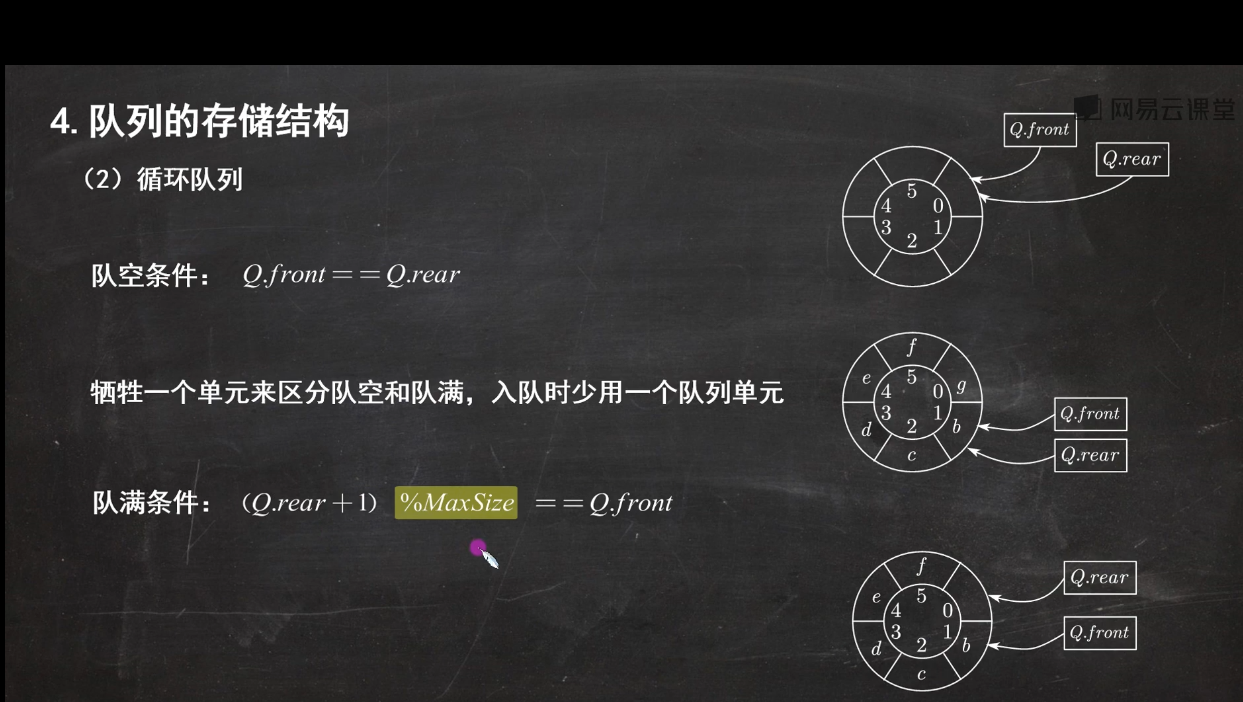 网易云课堂
4. 队列的存储结构
（2）循环队列
Q.front
Q.rear
5
4 0
3 1
2
队空条件： Q.front == Q.rear
f
e 5 g
4 0
3 1
d 2 b
c
Q.front
Q.rear
牺牲一个单元来区分队空和队满，入队时少用一个队列单元
队满条件： (Q.rear + 1) %MaxSize == Q.front
f
e 5
4 0
3 1
d 2 b
c
Q.rear
Q.front